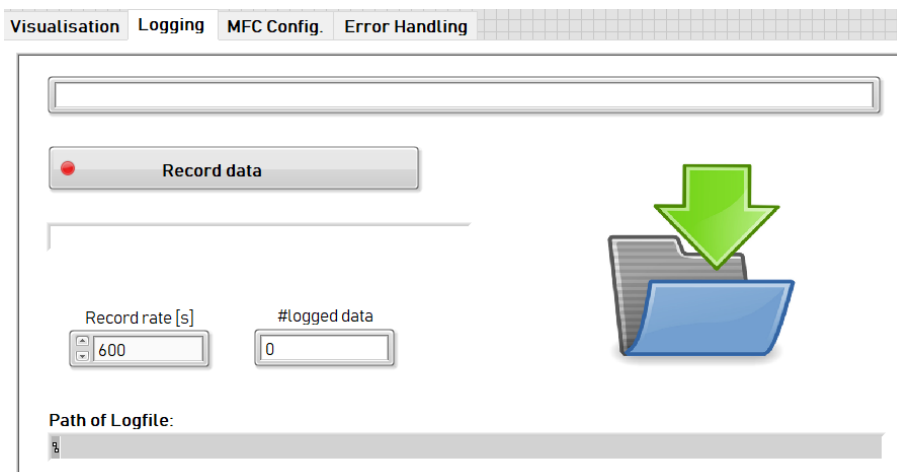 Visualisation Logging MFC Config. Error Handling
Record data
Record rate [s] #logged data
600 0
Path of Logfile: